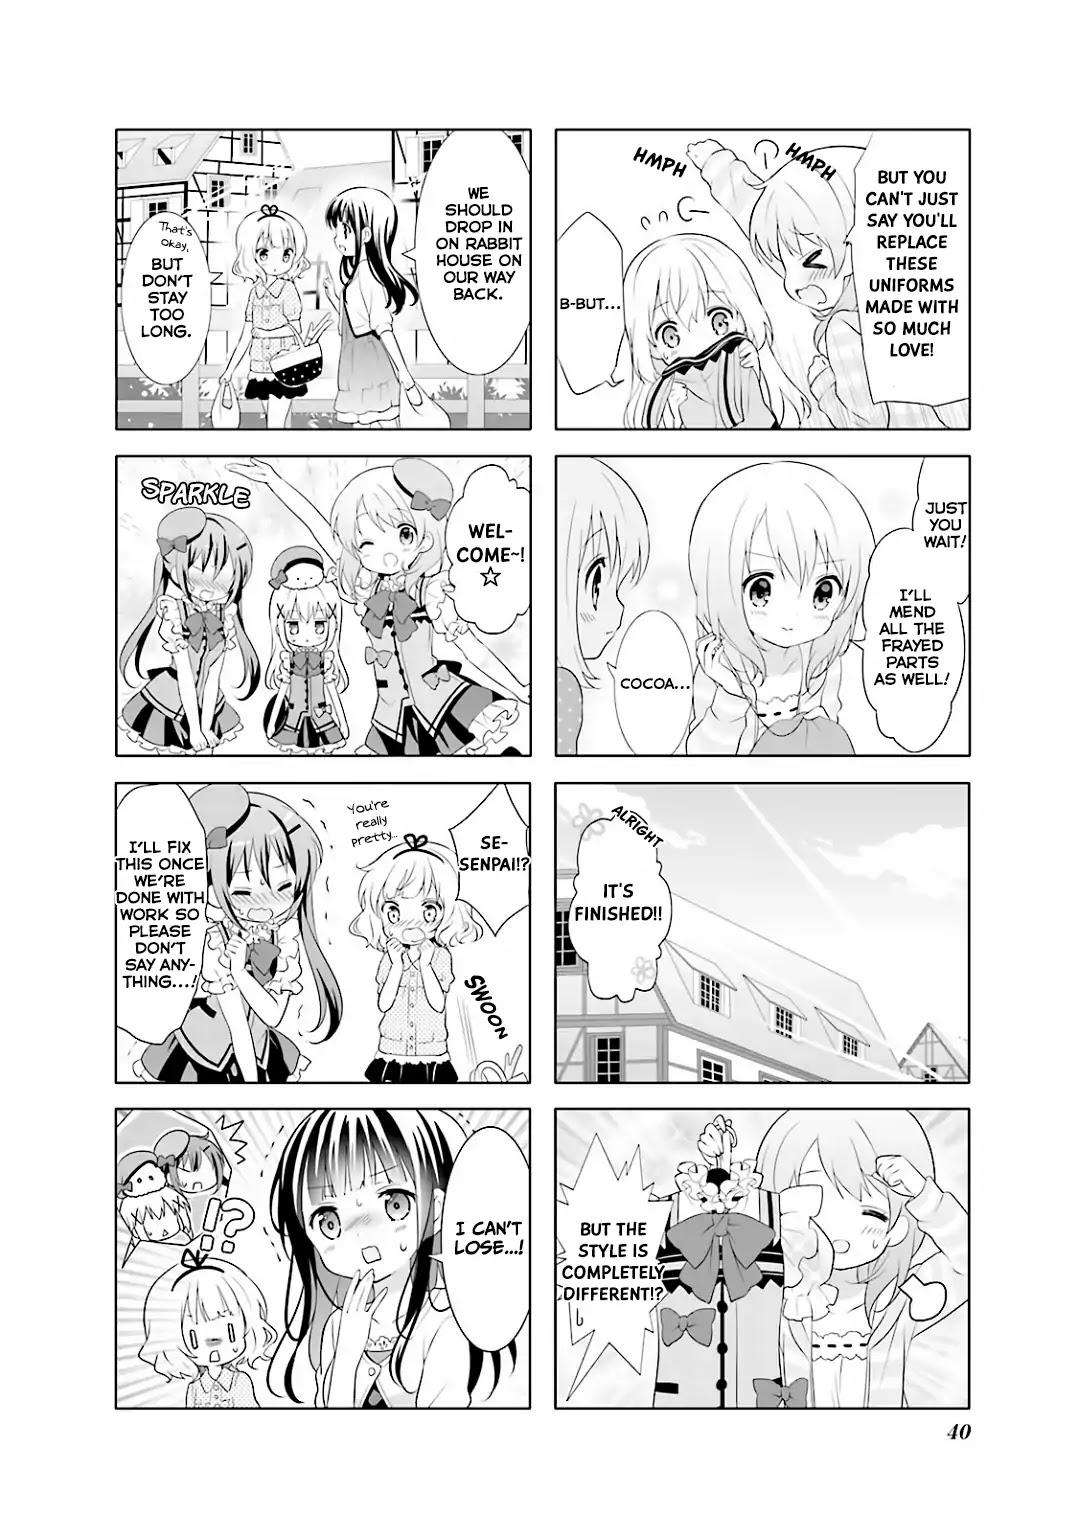 BUT YOU
CAN'T JUST
SAY YOU'LL
REPLACE
THESE
UNIFORMS
MADE WITH
SO MUCH
LOVE!
HMPH
HMPH
B-BUT...
JUST
YOU
WAIT!
I'LL
MEND
ALL THE
FRAYED
PARTS
AS WELL!
COCOA...
ALRIGHT
IT'S
FINISHED!!
BUT THE
STYLE IS
COMPLETELY
DIFFERENT!?
WE
SHOULD
DROP IN
ON RABBIT
HOUSE ON
OUR WAY
BACK.
That's
okay,
BUT
DON'T
STAY
TOO
LONG.
WEL-
COME~!
☆
SPARKLE
SE-
SENPAI!?
You're
really
pretty...
SWOON
I'LL FIX
THIS ONCE
WE'RE
DONE WITH
WORK SO
PLEASE
DON'T
SAY ANY-
THING...!
I CAN'T
LOSE...!
!?
40